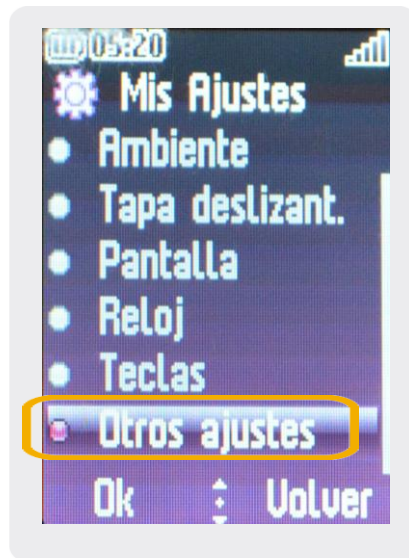 05:20
Mis Ajustes
Ambiente
Tapa deslizant.
Pantalla
Reloj
Teclas
Otros ajustes
Ok Volver